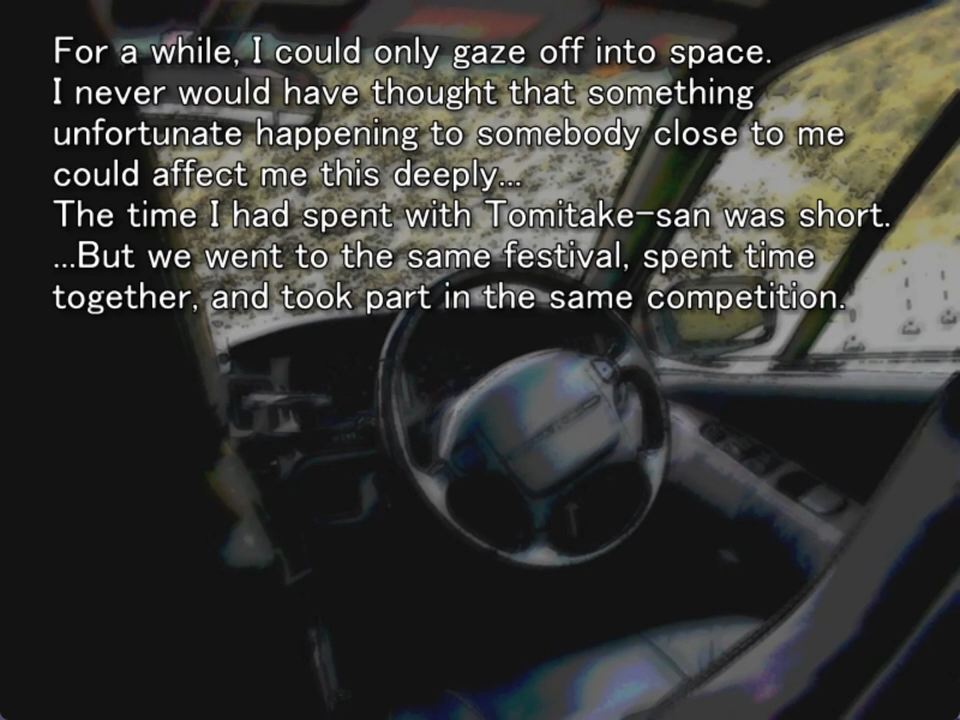 For a while, I could only gaze off into space.
I never would have thought that something
unfortunate happening to somebody close to me
could affect me this deeply...
The time I had spent with Tomitake-san was short.
...But we went to the same festival, spent time
together, and took part in the same competition.